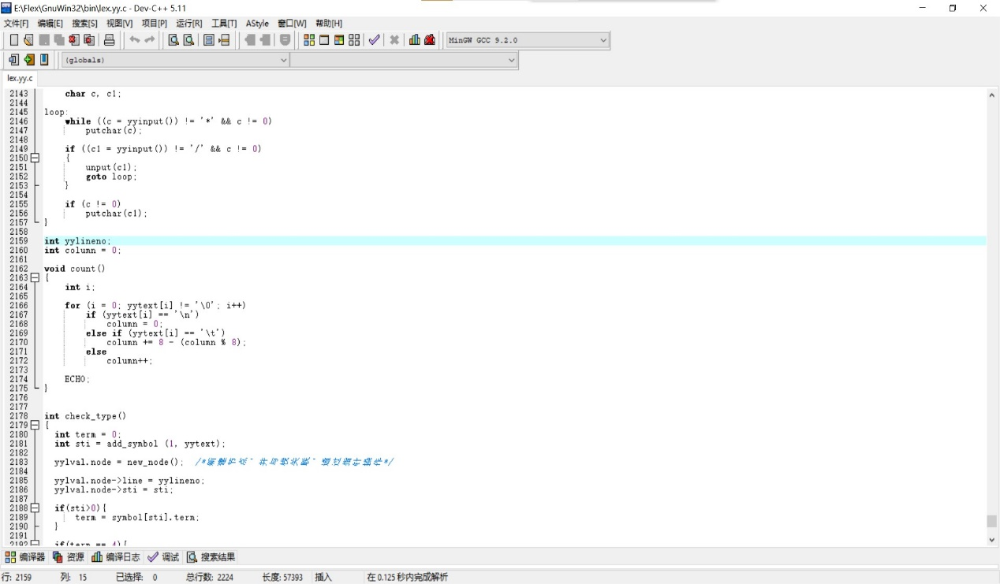 E:\Flex\GnuWin32\bin\lex.yy.c - Dev-C++ 5.11
文件[F] 编辑[E] 搜索[S] 视图[V] 项目[P] 运行[R] 工具[T] AStyle 窗口[W] 帮助[H]
MinGW GCC 9.2.0
(globals)
lex.yy.c
2143 char c, c1;
2144
2145 loop:
2146 while ((c = yyinput()) != '*' && c != 0)
2147 putchar(c);
2148
2149 if ((c1 = yyinput()) != '/' && c != 0)
2150 {
2151 unput(c1);
2152 goto loop;
2153 }
2154
2155 if (c != 0)
2156 putchar(c1);
2157 }
2158
2159 int yylineno;
2160 int column = 0;
2161
2162 void count()
2163 {
2164 int i;
2165
2166 for (i = 0; yytext[i] != '\0'; i++)
2167 if (yytext[i] == '\n')
2168 column = 0;
2169 else if (yytext[i] == '\t')
2170 column += 8 - (column % 8);
2171 else
2172 column++;
2173
2174 ECHO;
2175 }
2176
2177
2178 int check_type()
2179 {
2180 int term = 0;
2181 int sti = add_symbol (1, yytext);
2182
2183 yylval.node = new_node(); /* */
2184
2185 yylval.node->line = yylineno;
2186 yylval.node->sti = sti;
2187
2188 if(sti>0){
2189 term = symbol[sti].term;
2190 }
2191
2192 if(term == 4){
编译器 资源 编译日志 调试 搜索结果
行: 2159 列: 15 已选择: 0 总行数: 2224 长度: 57393 插入 在 0.125 秒内完成解析